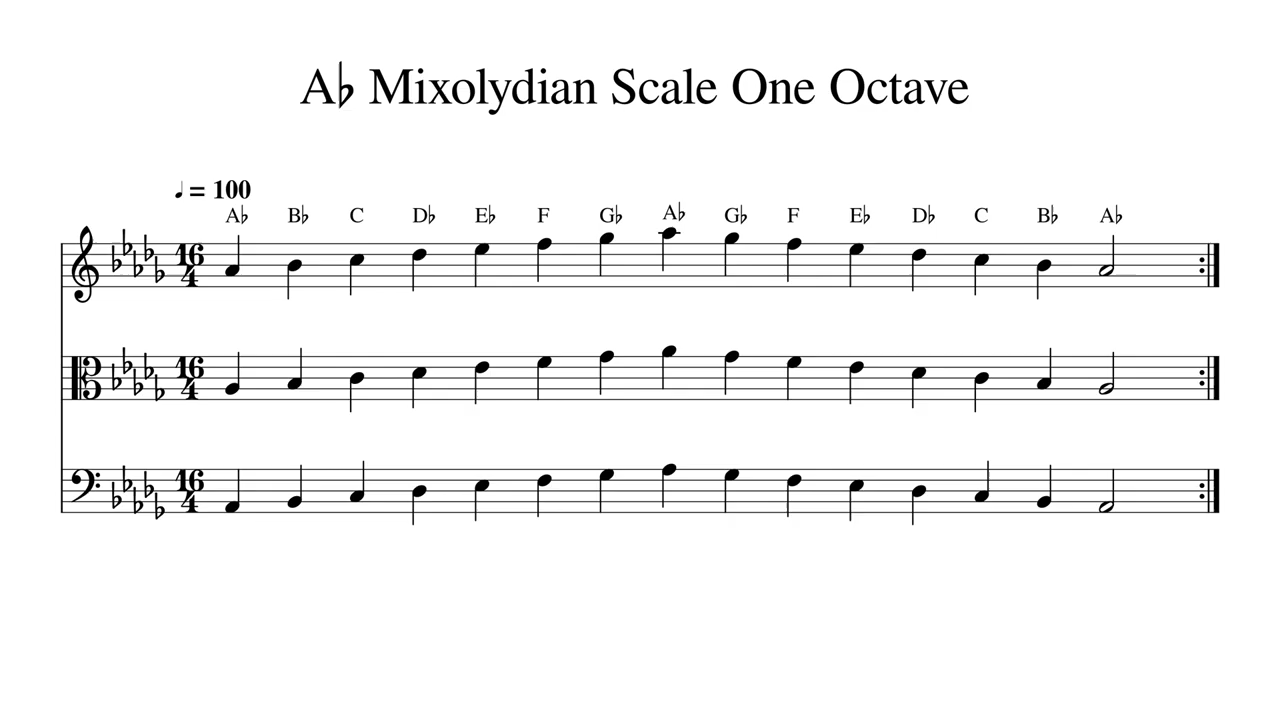 A♭ Mixolydian Scale One Octave
♩ = 100
A♭ B♭ C D♭ E♭ F G♭ A♭ G♭ F E♭ D♭ C B♭ A♭
16
4
16
4
16
4